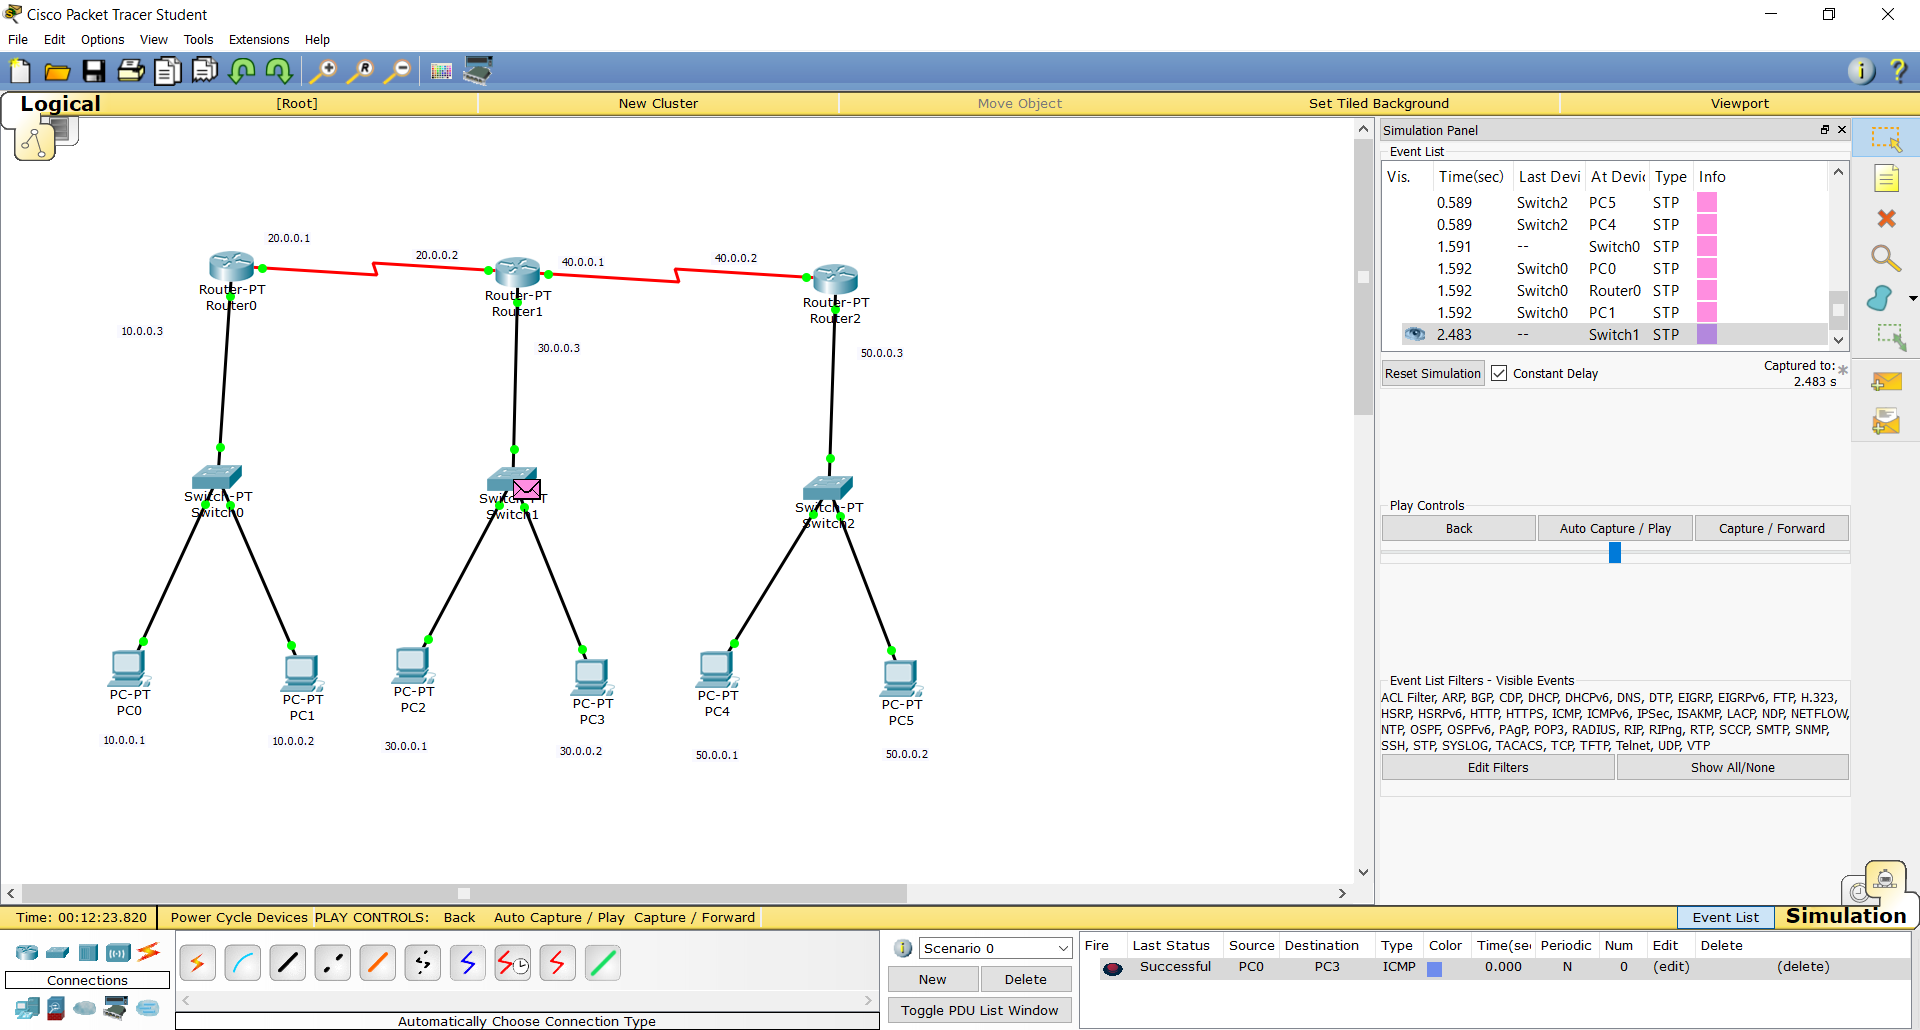 Cisco Packet Tracer Student
File Edit Options View Tools Extensions Help
Logical [Root] New Cluster Move Object Set Tiled Background Viewport
Simulation Panel
Event List
Vis. Time(sec) Last Devi At Devic Type Info
0.589 Switch2 PC5 STP
0.589 Switch2 PC4 STP
1.591 -- Switch0 STP
1.592 Switch0 PC0 STP
1.592 Switch0 Router0 STP
1.592 Switch0 PC1 STP
2.483 -- Switch1 STP
Reset Simulation Constant Delay Captured to: *
2.483 s
Play Controls
Back Auto Capture / Play Capture / Forward
Event List Filters - Visible Events
ACL Filter, ARP, BGP, CDP, DHCP, DHCPv6, DNS, DTP, EIGRP, EIGRPv6, FTP, H.323,
HSRP, HSRPv6, HTTP, HTTPS, ICMP, ICMPv6, IPSec, ISAKMP, LACP, NDP, NETFLOW,
NTP, OSPF, OSPFv6, PAgP, POP3, RADIUS, RIP, RIPng, RTP, SCCP, SMTP, SNMP,
SSH, STP, SYSLOG, TACACS, TCP, TFTP, Telnet, UDP, VTP
Edit Filters Show All/None
20.0.0.1
20.0.0.2
40.0.0.1
40.0.0.2
Router-PT
Router0
Router-PT
Router1
Router-PT
Router2
10.0.0.3
30.0.0.3
50.0.0.3
Switch-PT
Switch0
Switch-PT
Switch1
Switch-PT
Switch2
PC-PT
PC0
PC-PT
PC1
PC-PT
PC2
PC-PT
PC3
PC-PT
PC4
PC-PT
PC5
10.0.0.1
10.0.0.2
30.0.0.1
30.0.0.2
50.0.0.1
50.0.0.2
Time: 00:12:23.820 Power Cycle Devices PLAY CONTROLS: Back Auto Capture / Play Capture / Forward Event List Simulation
Connections
Automatically Choose Connection Type
Scenario 0
New Delete
Toggle PDU List Window
Fire Last Status Source Destination Type Color Time(sec Periodic Num Edit Delete
Successful PC0 PC3 ICMP 0.000 N 0 (edit) (delete)